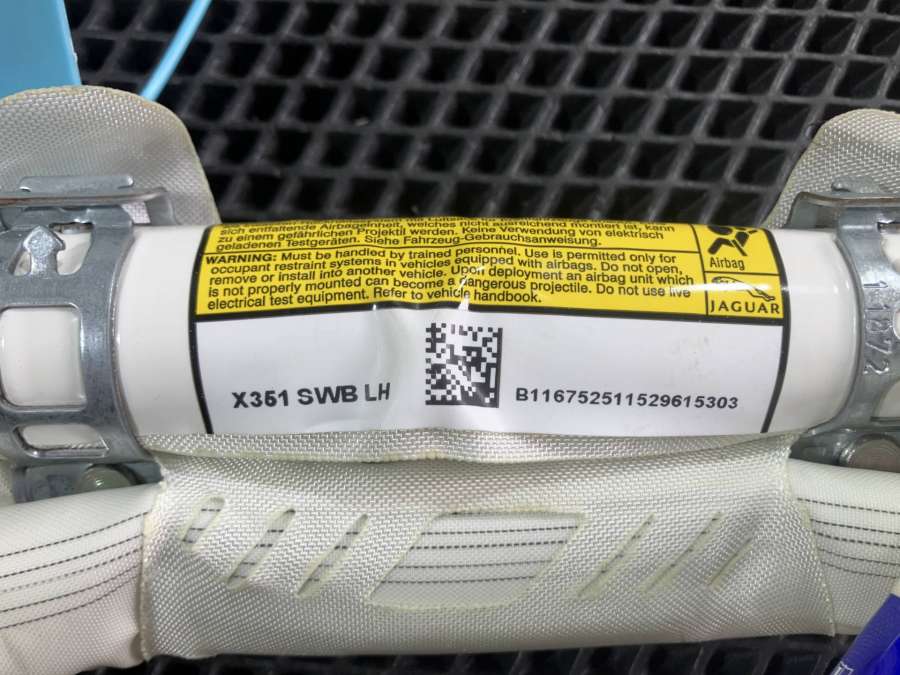 sich entfaltende Airbageinheit, welches nicht ausreichend montiert ist, kann
zu einem gefährlichen Projektil werden. Keine Verwendung von elektrisch
geladenen Testgeräten. Siehe Fahrzeug-Gebrauchsanweisung.
WARNING: Must be handled by trained personnel. Use is permitted only for
occupant restraint systems in vehicles equipped with airbags. Do not open,
remove or install into another vehicle. Upon deployment an airbag unit which
is not properly mounted can become a dangerous projectile. Do not use live
electrical test equipment. Refer to vehicle handbook.
Airbag
JAGUAR
X351 SWB LH
B116752511529615303
11872